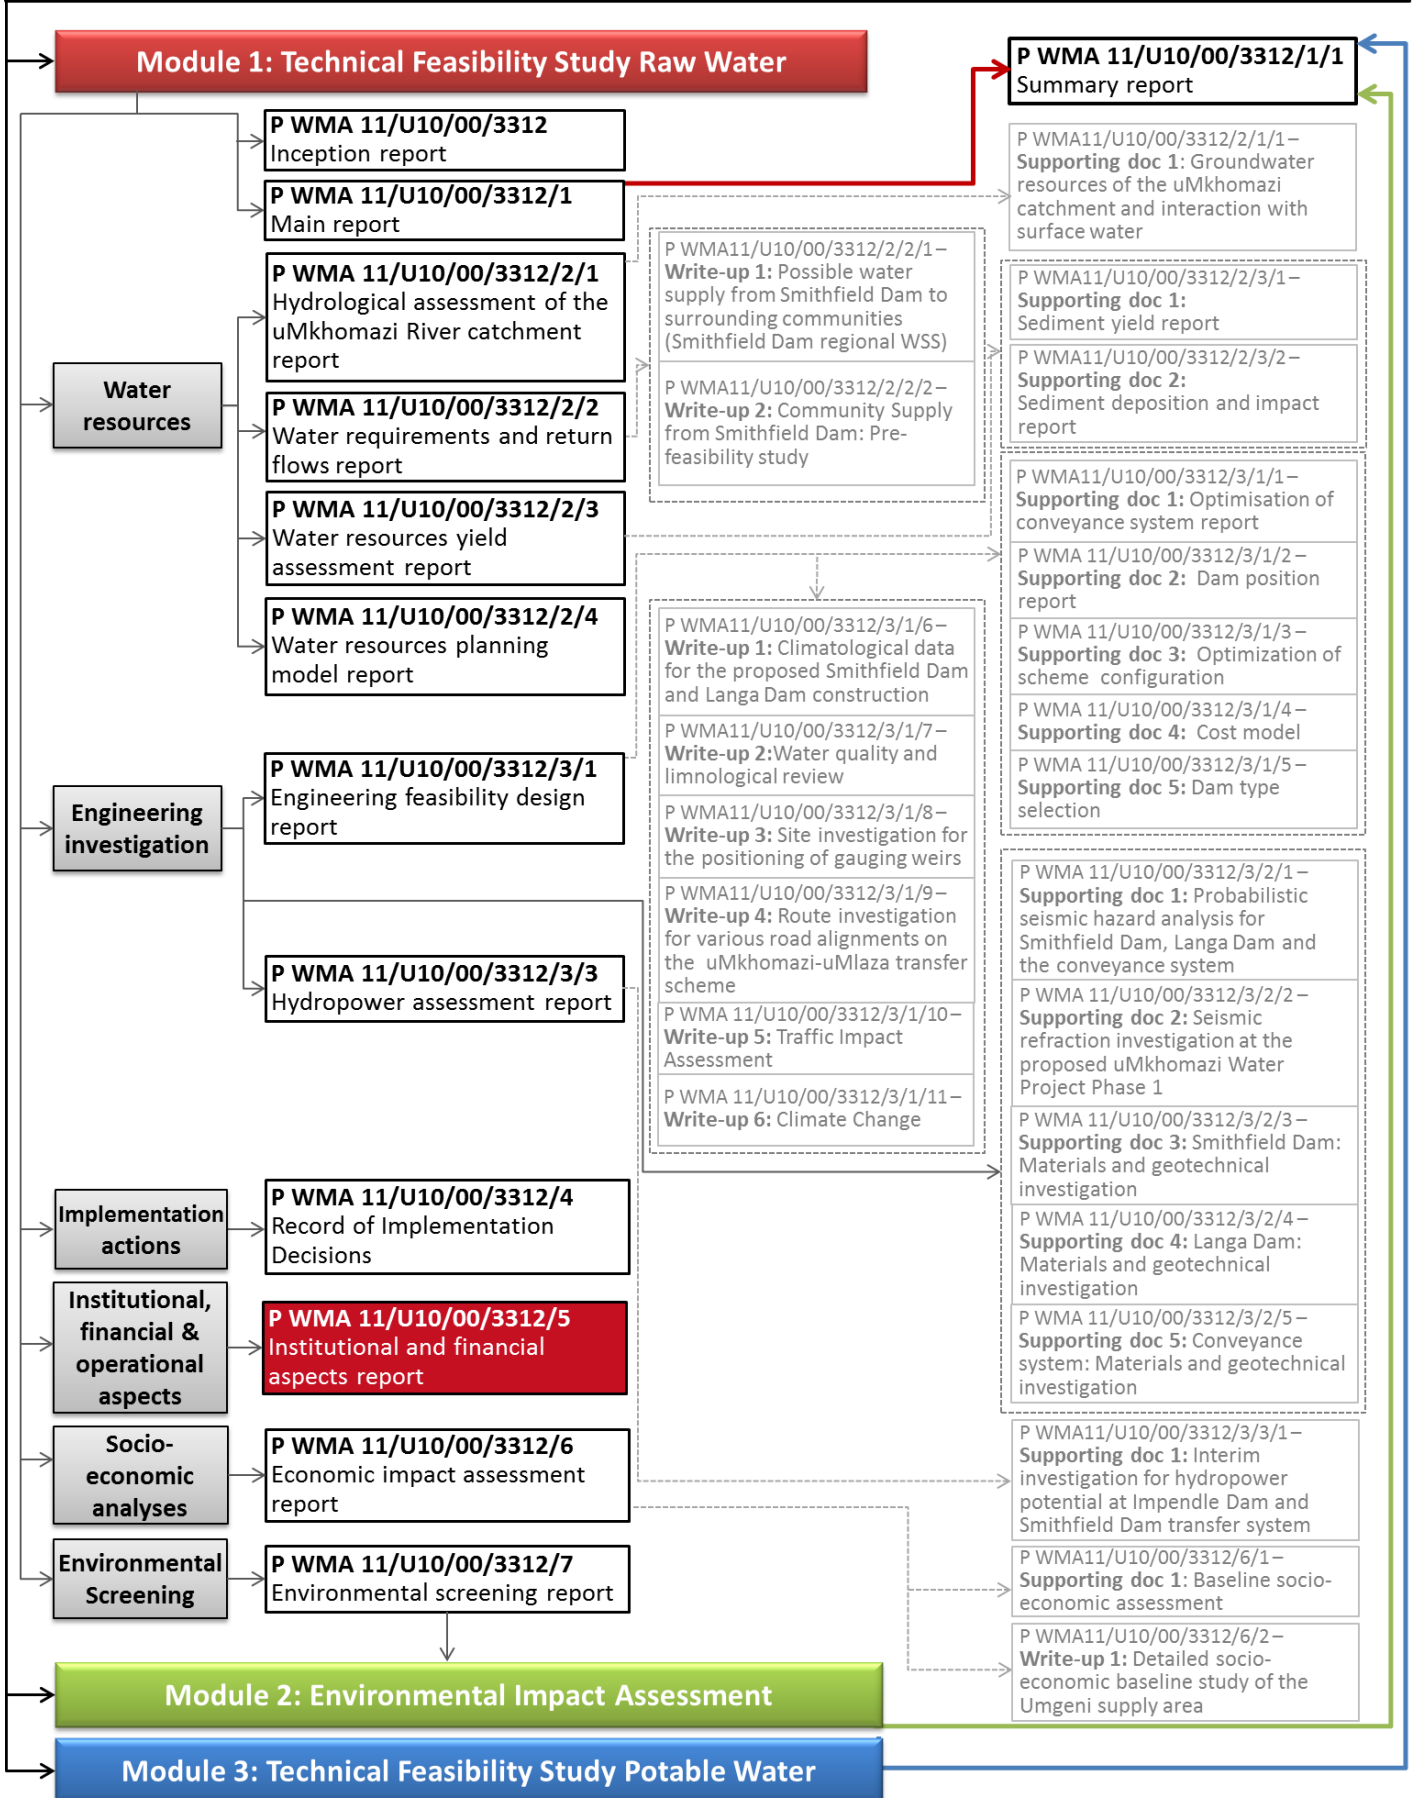 Module 1: Technical Feasibility Study Raw Water
P WMA 11/U10/00/3312/1/1
Summary report
P WMA 11/U10/00/3312
Inception report
P WMA 11/U10/00/3312/1
Main report
Water
resources
P WMA 11/U10/00/3312/2/1
Hydrological assessment of the
uMkhomazi River catchment
report
P WMA 11/U10/00/3312/2/2
Water requirements and return
flows report
P WMA 11/U10/00/3312/2/3
Water resources yield
assessment report
P WMA 11/U10/00/3312/2/4
Water resources planning
model report
Engineering
investigation
P WMA 11/U10/00/3312/3/1
Engineering feasibility design
report
P WMA 11/U10/00/3312/3/3
Hydropower assessment report
Implementation
actions
P WMA 11/U10/00/3312/4
Record of Implementation
Decisions
Institutional,
financial &
operational
aspects
P WMA 11/U10/00/3312/5
Institutional and financial
aspects report
Socio-
economic
analyses
P WMA 11/U10/00/3312/6
Economic impact assessment
report
Environmental
Screening
P WMA 11/U10/00/3312/7
Environmental screening report
P WMA11/U10/00/3312/2/2/1–
Write-up 1: Possible water
supply from Smithfield Dam to
surrounding communities
(Smithfield Dam regional WSS)
P WMA11/U10/00/3312/2/2/2–
Write-up 2: Community Supply
from Smithfield Dam: Pre-
feasibility study
P WMA11/U10/00/3312/3/1/6–
Write-up 1: Climatological data
for the proposed Smithfield Dam
and Langa Dam construction
P WMA11/U10/00/3312/3/1/7–
Write-up 2:Water quality and
limnological review
P WMA11/U10/00/3312/3/1/8–
Write-up 3: Site investigation for
the positioning of gauging weirs
P WMA11/U10/00/3312/3/1/9–
Write-up 4: Route investigation
for various road alignments on
the uMkhomazi-uMlaza transfer
scheme
P WMA 11/U10/00/3312/3/1/10–
Write-up 5: Traffic Impact
Assessment
P WMA 11/U10/00/3312/3/1/11–
Write-up 6: Climate Change
P WMA11/U10/00/3312/2/1/1–
Supporting doc 1: Groundwater
resources of the uMkhomazi
catchment and interaction with
surface water
P WMA11/U10/00/3312/2/3/1–
Supporting doc 1:
Sediment yield report
P WMA11/U10/00/3312/2/3/2–
Supporting doc 2:
Sediment deposition and impact
report
P WMA11/U10/00/3312/3/1/1–
Supporting doc 1: Optimisation of
conveyance system report
P WMA 11/U10/00/3312/3/1/2–
Supporting doc 2: Dam position
report
P WMA 11/U10/00/3312/3/1/3–
Supporting doc 3: Optimization of
scheme configuration
P WMA 11/U10/00/3312/3/1/4–
Supporting doc 4: Cost model
P WMA 11/U10/00/3312/3/1/5–
Supporting doc 5: Dam type
selection
P WMA 11/U10/00/3312/3/2/1–
Supporting doc 1: Probabilistic
seismic hazard analysis for
Smithfield Dam, Langa Dam and
the conveyance system
P WMA 11/U10/00/3312/3/2/2–
Supporting doc 2: Seismic
refraction investigation at the
proposed uMkhomazi Water
Project Phase 1
P WMA 11/U10/00/3312/3/2/3–
Supporting doc 3: Smithfield Dam:
Materials and geotechnical
investigation
P WMA 11/U10/00/3312/3/2/4–
Supporting doc 4: Langa Dam:
Materials and geotechnical
investigation
P WMA 11/U10/00/3312/3/2/5–
Supporting doc 5: Conveyance
system: Materials and geotechnical
investigation
P WMA11/U10/00/3312/3/3/1–
Supporting doc 1: Interim
investigation for hydropower
potential at Impendle Dam and
Smithfield Dam transfer system
P WMA 11/U10/00/3312/6/1–
Supporting doc 1: Baseline socio-
economic assessment
P WMA11/U10/00/3312/6/2–
Write-up 1: Detailed socio-
economic baseline study of the
Umgeni supply area
Module 2: Environmental Impact Assessment
Module 3: Technical Feasibility Study Potable Water